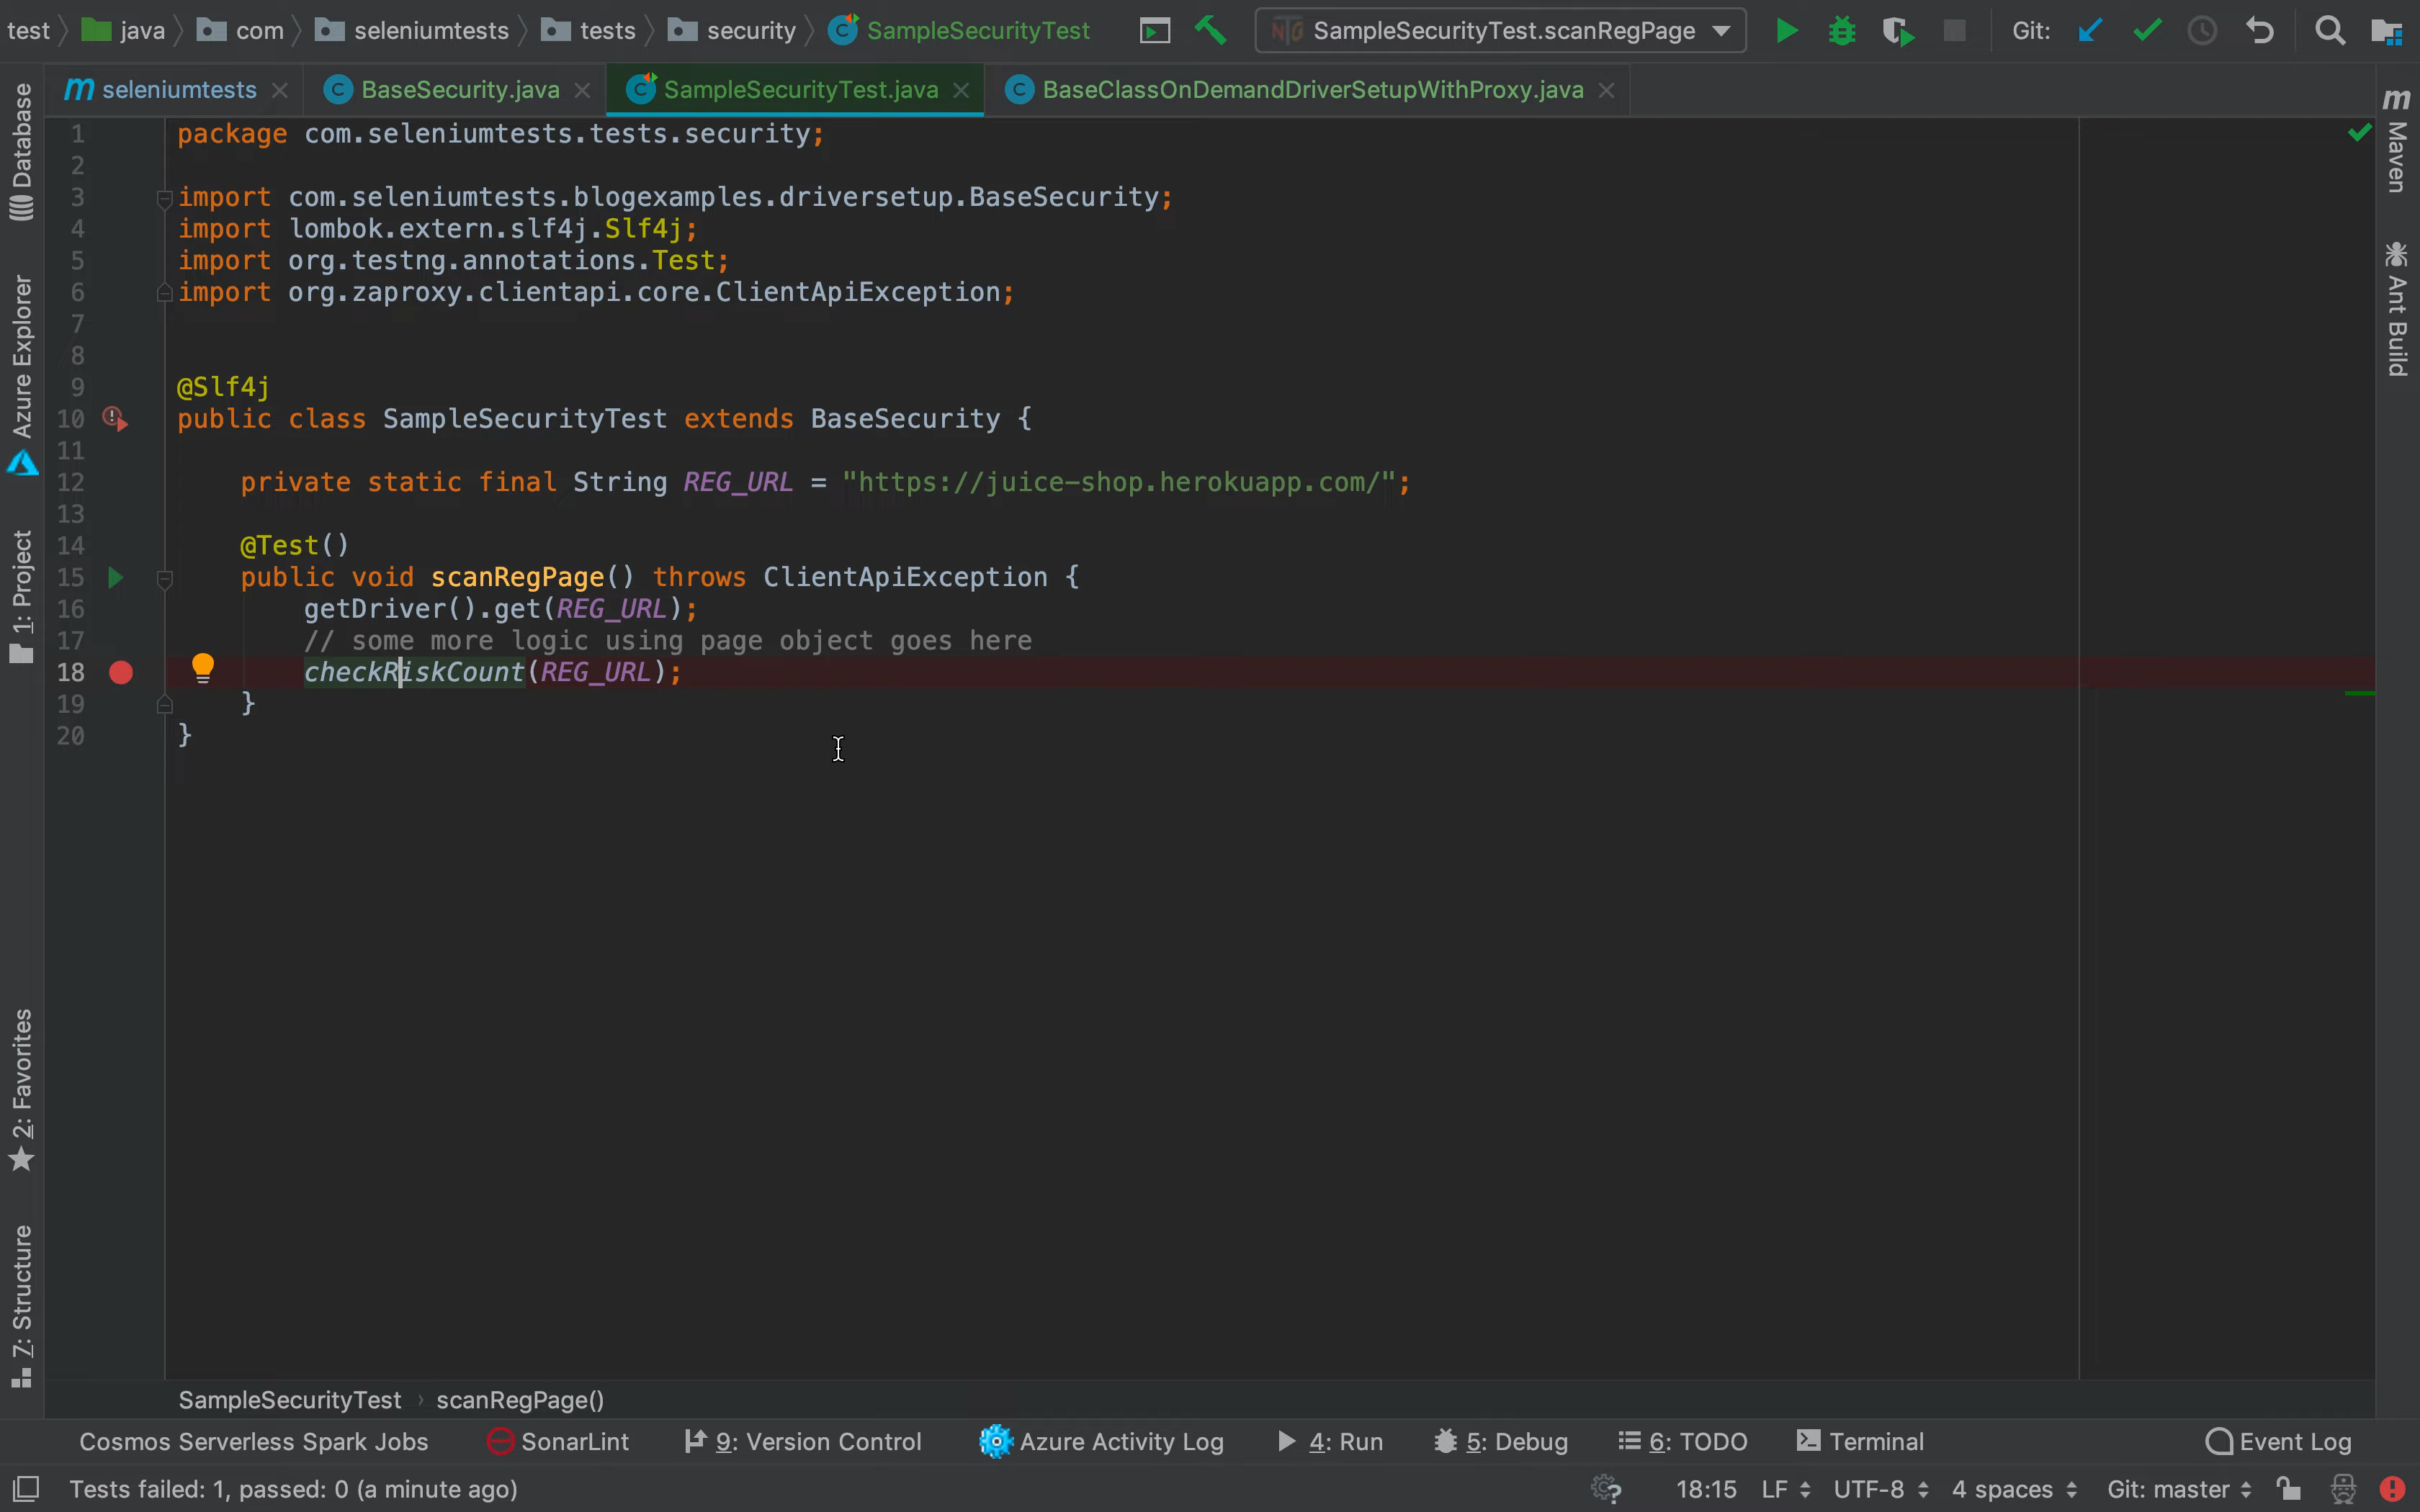 test java com seleniumtests tests security SampleSecurityTest SampleSecurityTest.scanRegPage Git:
m seleniumtests C BaseSecurity.java C SampleSecurityTest.java C BaseClassOnDemandDriverSetupWithProxy.java
1 package com.seleniumtests.tests.security;
2
3 import com.seleniumtests.blogexamples.driversetup.BaseSecurity;
4 import lombok.extern.slf4j.Slf4j;
5 import org.testng.annotations.Test;
6 import org.zaproxy.clientapi.core.ClientApiException;
7
8
9 @Slf4j
10 public class SampleSecurityTest extends BaseSecurity {
11
12 private static final String REG_URL = "https://juice-shop.herokuapp.com/";
13
14 @Test()
15 public void scanRegPage() throws ClientApiException {
16 getDriver().get(REG_URL);
17 // some more logic using page object goes here
18 checkRiskCount(REG_URL);
19 }
20 }
Database
Azure Explorer
1: Project
2: Favorites
7: Structure
m Maven
Ant Build
SampleSecurityTest › scanRegPage()
Cosmos Serverless Spark Jobs SonarLint 9: Version Control Azure Activity Log 4: Run 5: Debug 6: TODO Terminal Event Log
Tests failed: 1, passed: 0 (a minute ago) 18:15 LF UTF-8 4 spaces Git: master